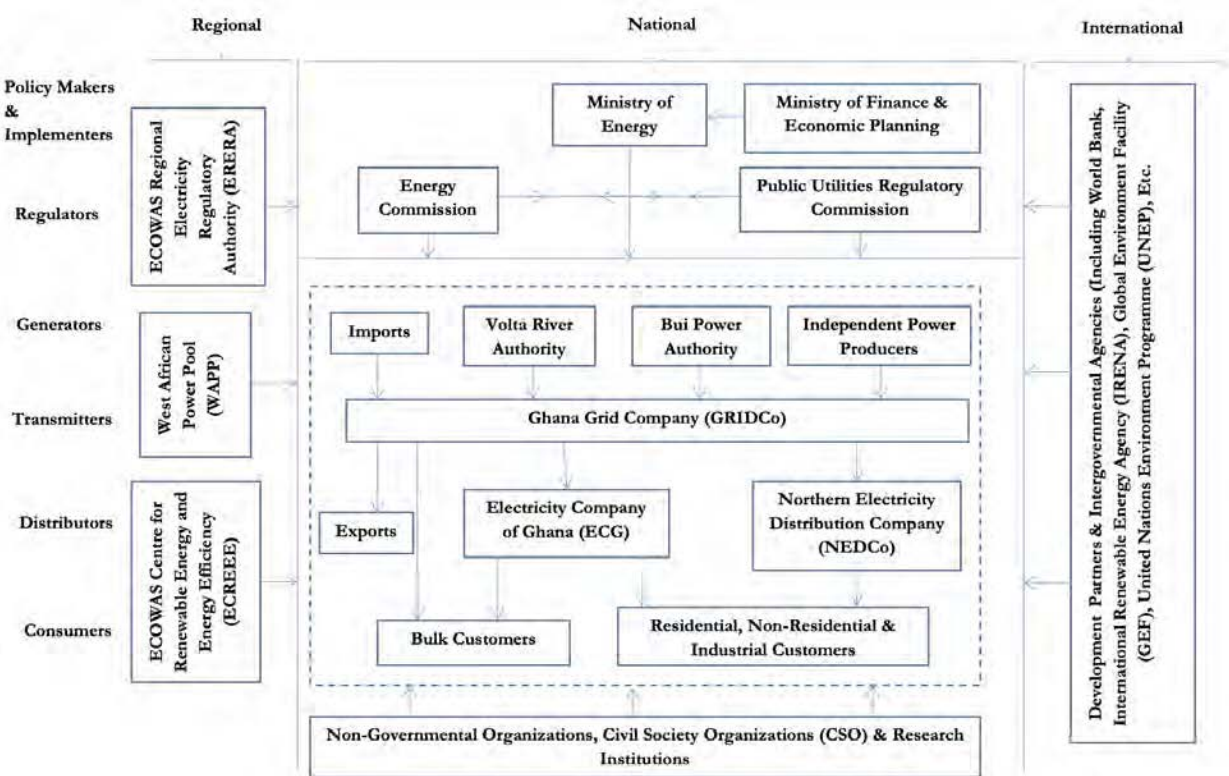 Regional
National
International
Policy Makers
&
Implementers
Regulators
Generators
Transmitters
Distributors
Consumers
ECOWAS Regional
Electricity
Regulatory
Authority (ERERA)
West African
Power Pool
(WAPP)
ECOWAS Centre for
Renewable Energy and
Energy Efficiency
(ECREEE)
Ministry of
Energy
Ministry of Finance &
Economic Planning
Energy
Commission
Public Utilities Regulatory
Commission
Imports
Volta River
Authority
Bui Power
Authority
Independent Power
Producers
Ghana Grid Company (GRIDCo)
Exports
Electricity Company
of Ghana (ECG)
Northern Electricity
Distribution Company
(NEDCo)
Bulk Customers
Residential, Non-Residential &
Industrial Customers
Non-Governmental Organizations, Civil Society Organizations (CSO) & Research
Institutions
Development Partners & Intergovernmental Agencies (Including World Bank,
International Renewable Energy Agency (IRENA), Global Environment Facility
(GEF), United Nations Environment Programme (UNEP), Etc.